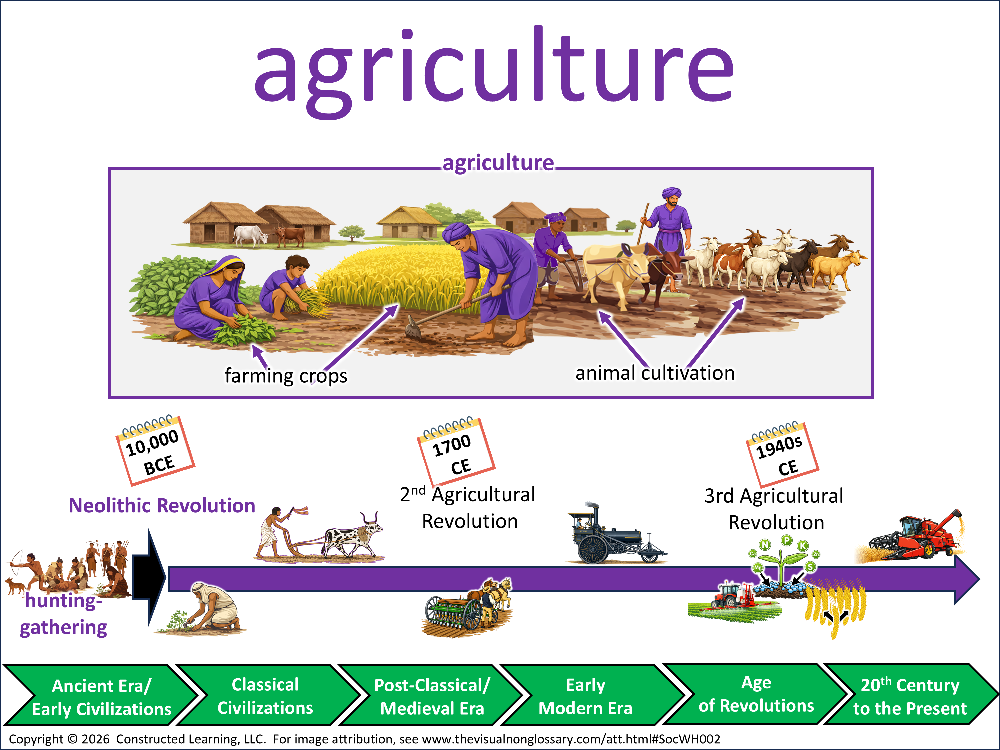 agriculture
agriculture
farming crops
animal cultivation
10,000
BCE
1700
CE
1940s
CE
Neolithic Revolution
2nd Agricultural
Revolution
3rd Agricultural
Revolution
N
P
K
Ca
Zn
Mg
S
hunting-
gathering
Ancient Era/
Early Civilizations
Classical
Civilizations
Post-Classical/
Medieval Era
Early
Modern Era
Age
of Revolutions
20th Century
to the Present
Copyright © 2026 Constructed Learning, LLC. For image attribution, see www.thevisualnonglossary.com/att.html#SocWH002